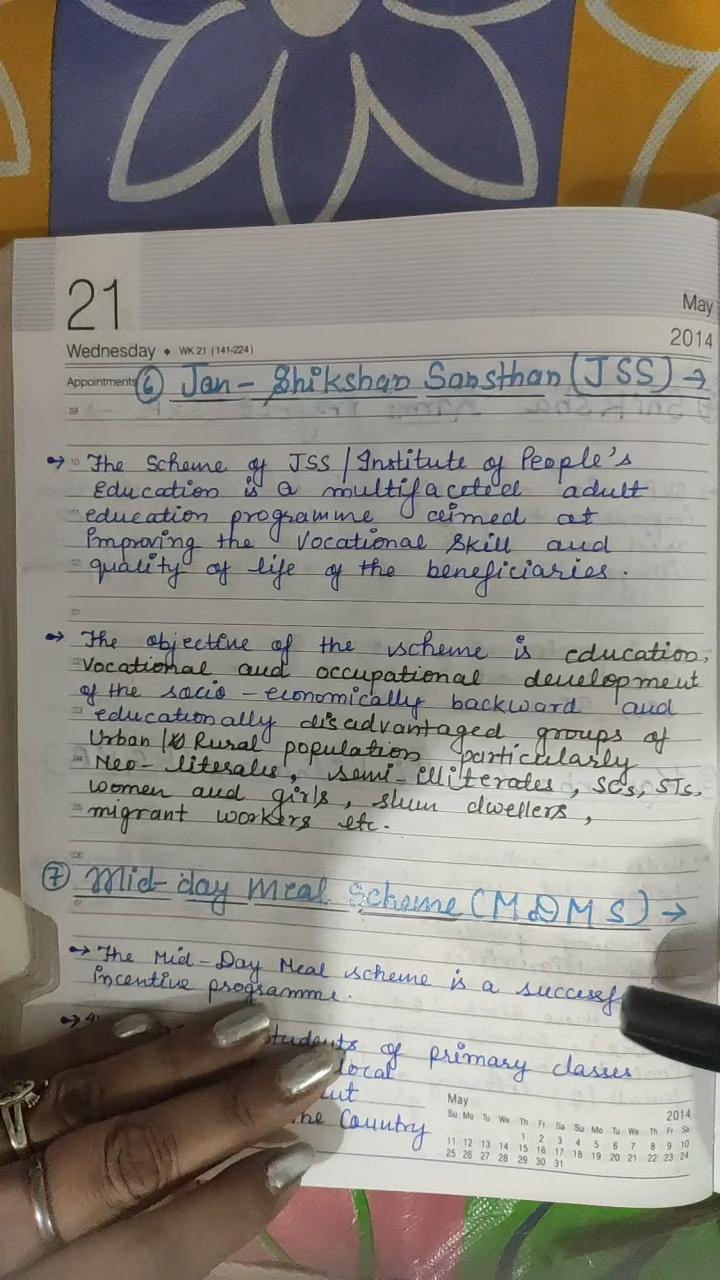 21
May
2014
Wednesday ♦ WK 21 (141-224)
Appointments
⑥ Jan - Shikshan Sansthan (JSS) →
→ The Scheme of JSS / Institute of People's
Education is a multifaceted adult
education programme aimed at
Improving the Vocational Skill and
quality of life of the beneficiaries.
→ The objective of the scheme is education,
Vocational and occupational development
of the socio - economically backward and
educationally disadvantaged groups of
Urban / Rural population particularly
Neo-literates, semi-illiterates, SCs, STs,
women and girls, slum dwellers,
migrant workers etc.
⑦ Mid-day Meal Scheme (MDMS) →
→ The Mid-Day Meal scheme is a
Incentive programme.
→ students of primary classes
local
the Country
May 2014
Su Mo Tu We Th Fr Sa Su Mo Tu We Th Fr Sa
1 2 3 4 5 6 7 8 9 10
11 12 13 14 15 16 17 18 19 20 21 22 23 24
25 26 27 28 29 30 31